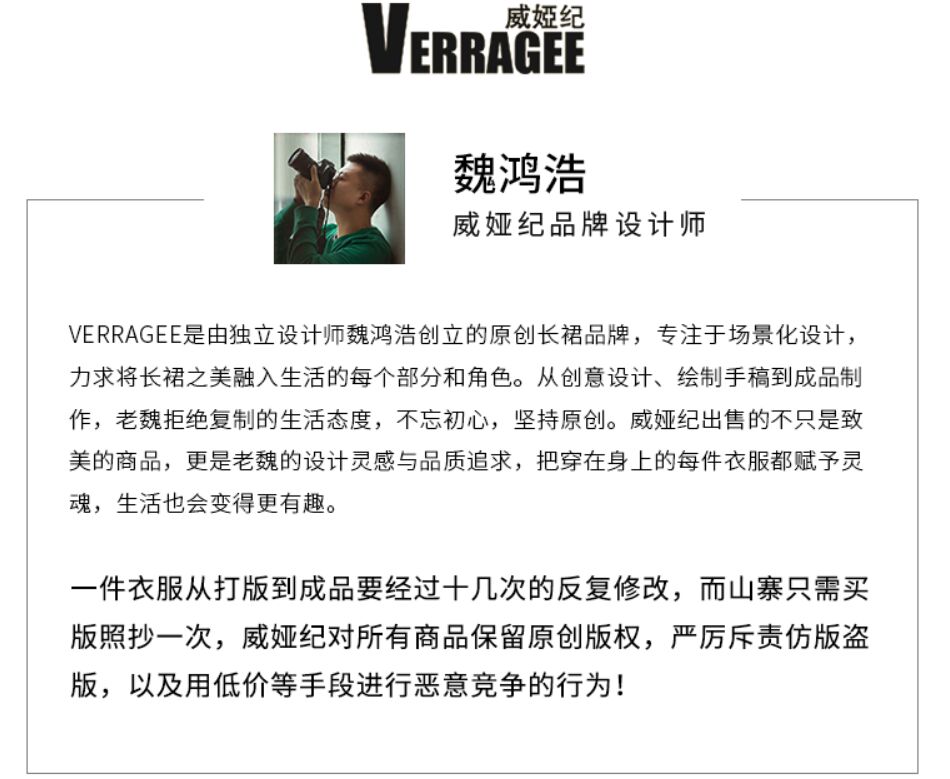 威娅纪
VERRAGEE
魏鸿浩
威娅纪品牌设计师
VERRAGEE是由独立设计师魏鸿浩创立的原创长裙品牌，专注于场景化设计，
力求将长裙之美融入生活的每个部分和角色。从创意设计、绘制手稿到成品制
作，老魏拒绝复制的生活态度，不忘初心，坚持原创。威娅纪出售的不只是致
美的商品，更是老魏的设计灵感与品质追求，把穿在身上的每件衣服都赋予灵
魂，生活也会变得更有趣。
一件衣服从打版到成品要经过十几次的反复修改，而山寨只需买
版照抄一次，威娅纪对所有商品保留原创版权，严厉斥责仿版盗
版，以及用低价等手段进行恶意竞争的行为！